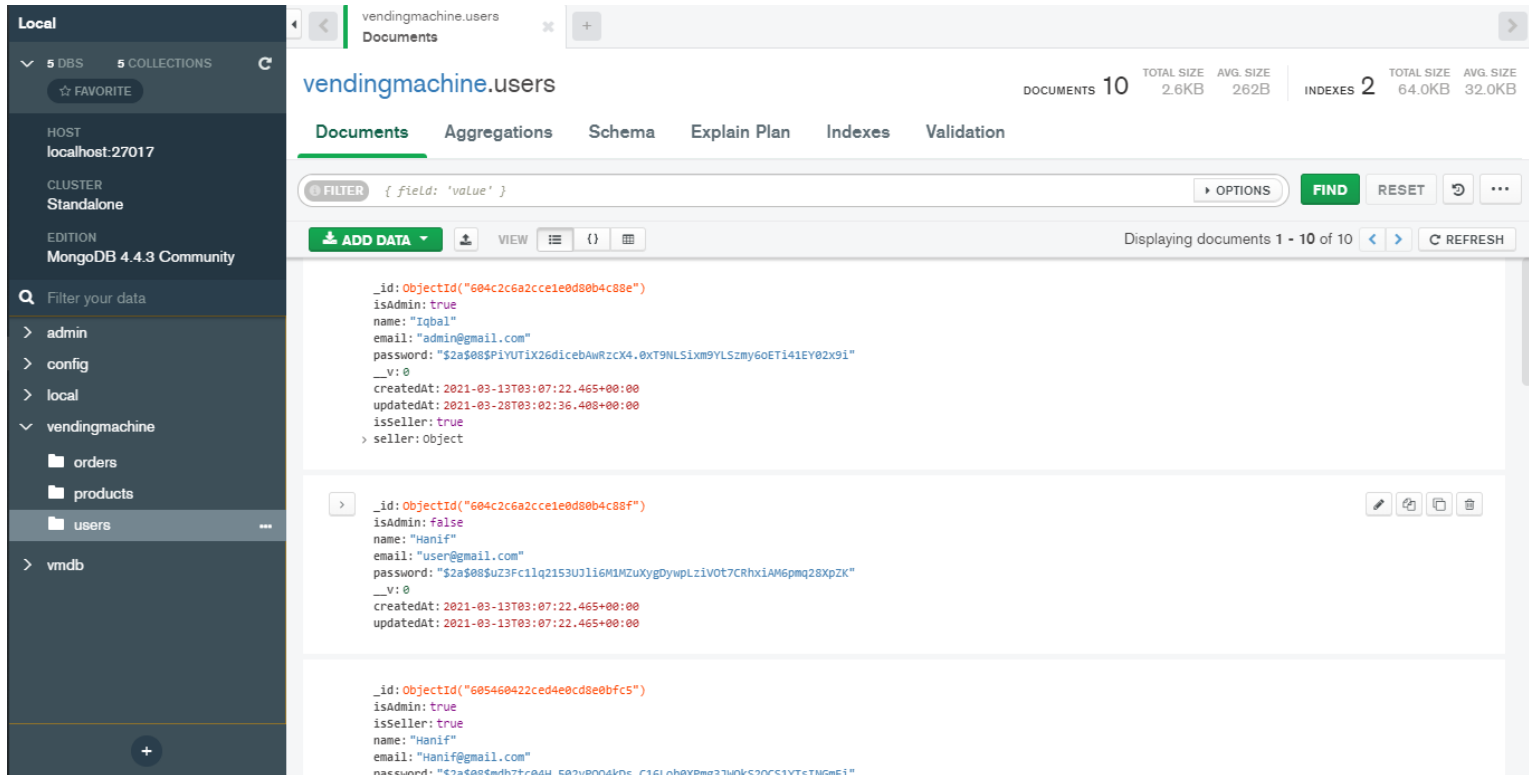 Local
5 DBS 5 COLLECTIONS
FAVORITE
HOST
localhost:27017
CLUSTER
Standalone
EDITION
MongoDB 4.4.3 Community
Filter your data
admin
config
local
vendingmachine
orders
products
users
vmdb
vendingmachine.users
Documents
vendingmachine.users
DOCUMENTS 10 TOTAL SIZE 2.6KB AVG. SIZE 262B INDEXES 2 TOTAL SIZE 64.0KB AVG. SIZE 32.0KB
Documents Aggregations Schema Explain Plan Indexes Validation
FILTER { field: 'value' } OPTIONS FIND RESET
ADD DATA VIEW {} Displaying documents 1 - 10 of 10 REFRESH
_id: ObjectId("604c2c6a2cce1e0d80b4c88e")
isAdmin: true
name: "Iqbal"
email: "admin@gmail.com"
password: "$2a$08$PiYUTiX26dicebAwRzcX4.0xT9NLSixm9YLSzmy6oETi41EY02x9i"
__v: 0
createdAt: 2021-03-13T03:07:22.465+00:00
updatedAt: 2021-03-28T03:02:36.408+00:00
isSeller: true
seller: Object
_id: ObjectId("604c2c6a2cce1e0d80b4c88f")
isAdmin: false
name: "Hanif"
email: "user@gmail.com"
password: "$2a$08$uZ3Fc1lq2153UJli6M1MZuXygDywpLziVOt7CRhxiAM6pmq28XpZK"
__v: 0
createdAt: 2021-03-13T03:07:22.465+00:00
updatedAt: 2021-03-13T03:07:22.465+00:00
_id: ObjectId("605460422ced4e0cd8e0bfc5")
isAdmin: true
isSeller: true
name: "Hanif"
email: "Hanif@gmail.com"
password: